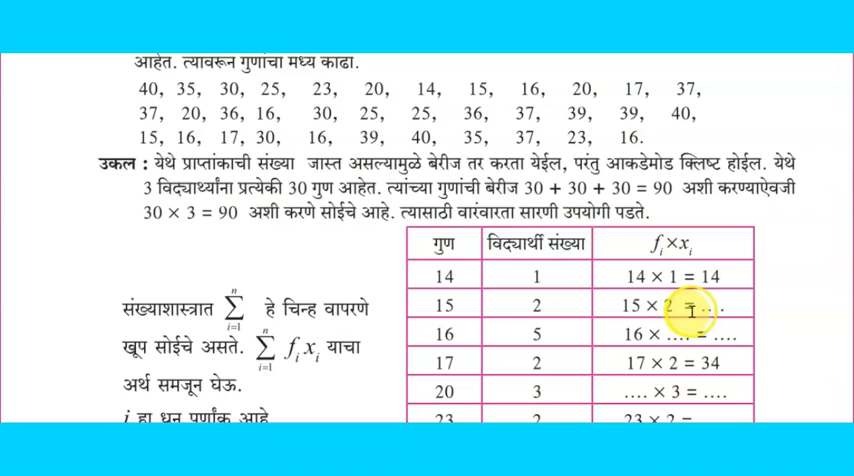 आहेत. त्यावरून गुणांचा मध्य काढा.
40, 35, 30, 25, 23, 20, 14, 15, 16, 20, 17, 37,
37, 20, 36, 16, 30, 25, 25, 36, 37, 39, 39, 40,
15, 16, 17, 30, 16, 39, 40, 35, 37, 23, 16.
उकल : येथे प्राप्तांकाची संख्या जास्त असल्यामुळे बेरीज तर करता येईल, परंतु आकडेमोड क्लिष्ट होईल. येथे
3 विद्यार्थ्यांना प्रत्येकी 30 गुण आहेत. त्यांच्या गुणांची बेरीज 30 + 30 + 30 = 90 अशी करण्याऐवजी
30 × 3 = 90 अशी करणे सोईचे आहे. त्यासाठी वारंवारता सारणी उपयोगी पडते.
संख्याशास्त्रात n ∑ i=1 हे चिन्ह वापरणे
खूप सोईचे असते. n ∑ i=1 fᵢ xᵢ याचा
अर्थ समजून घेऊ.
i हा धन पूर्णांक आहे
गुण विद्यार्थी संख्या fᵢ×xᵢ
14 1 14 × 1 = 14
15 2 15 × 2 = ....
16 5 16 × .... = ....
17 2 17 × 2 = 34
20 3 .... × 3 = ....
23 2 23 × 2 =